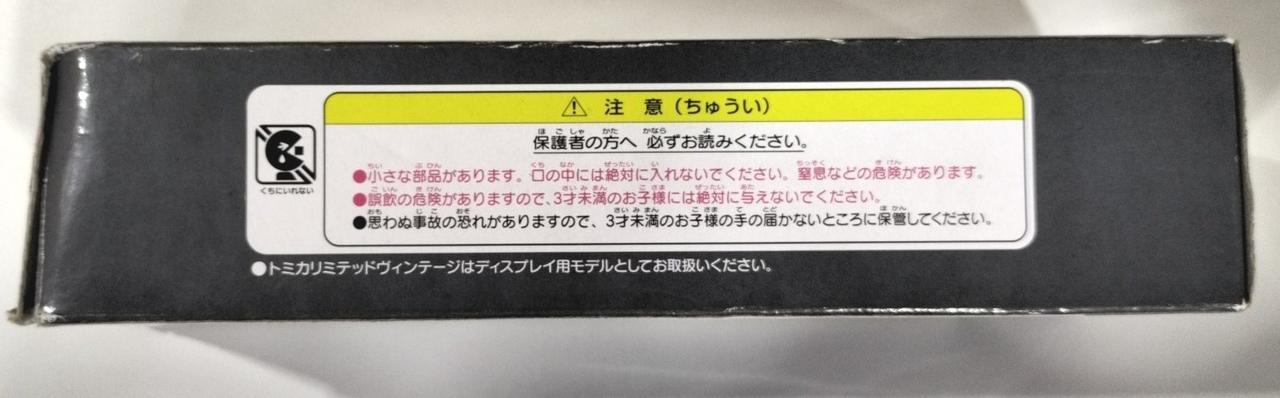 ⚠ 注 意 (ちゅうい)
保護者の方へ 必ずお読みください。
●小さな部品があります。口の中には絶対に入れないでください。窒息などの危険があります。
●誤飲の危険がありますので、3才未満のお子様には絶対に与えないでください。
●思わぬ事故の恐れがありますので、3才未満のお子様の手の届かないところに保管してください。
くちにいれない
●トミカリミテッドヴィンテージはディスプレイ用モデルとしてお取扱いください。